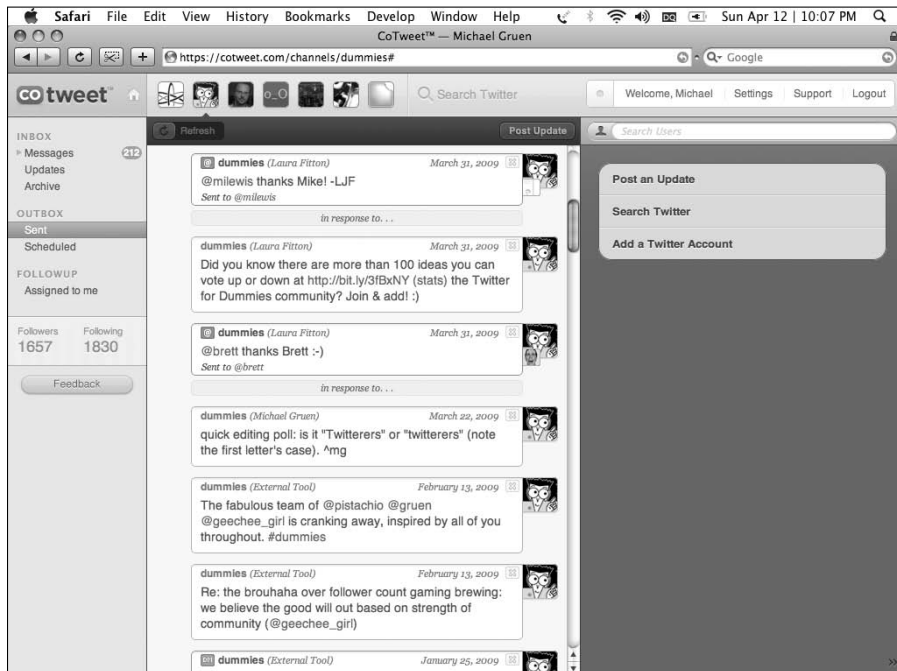 Safari File Edit View History Bookmarks Develop Window Help Sun Apr 12 | 10:07 PM
CoTweet™ — Michael Gruen
https://cotweet.com/channels/dummies#
Google
cotweet
o_O
Search Twitter
Welcome, Michael Settings Support Logout
INBOX
Messages 212
Updates
Archive
OUTBOX
Sent
Scheduled
FOLLOWUP
Assigned to me
Followers Following
1657 1830
Feedback
Refresh Post Update
@ dummies (Laura Fitton) March 31, 2009
@milewis thanks Mike! -LJF
Sent to @milewis
in response to. . .
dummies (Laura Fitton) March 31, 2009
Did you know there are more than 100 ideas you can
vote up or down at http://bit.ly/3fBxNY (stats) the Twitter
for Dummies community? Join & add! :)
@ dummies (Laura Fitton) March 31, 2009
@brett thanks Brett :-)
Sent to @brett
in response to. . .
dummies (Michael Gruen) March 22, 2009
quick editing poll: is it "Twitterers" or "twitterers" (note
the first letter's case). ^mg
dummies (External Tool) February 13, 2009
The fabulous team of @pistachio @gruen
@geechee_girl is cranking away, inspired by all of you
throughout. #dummies
dummies (External Tool) February 13, 2009
Re: the brouhaha over follower count gaming brewing:
we believe the good will out based on strength of
community (@geechee_girl)
dummies (External Tool) January 25, 2009
Search Users
Post an Update
Search Twitter
Add a Twitter Account